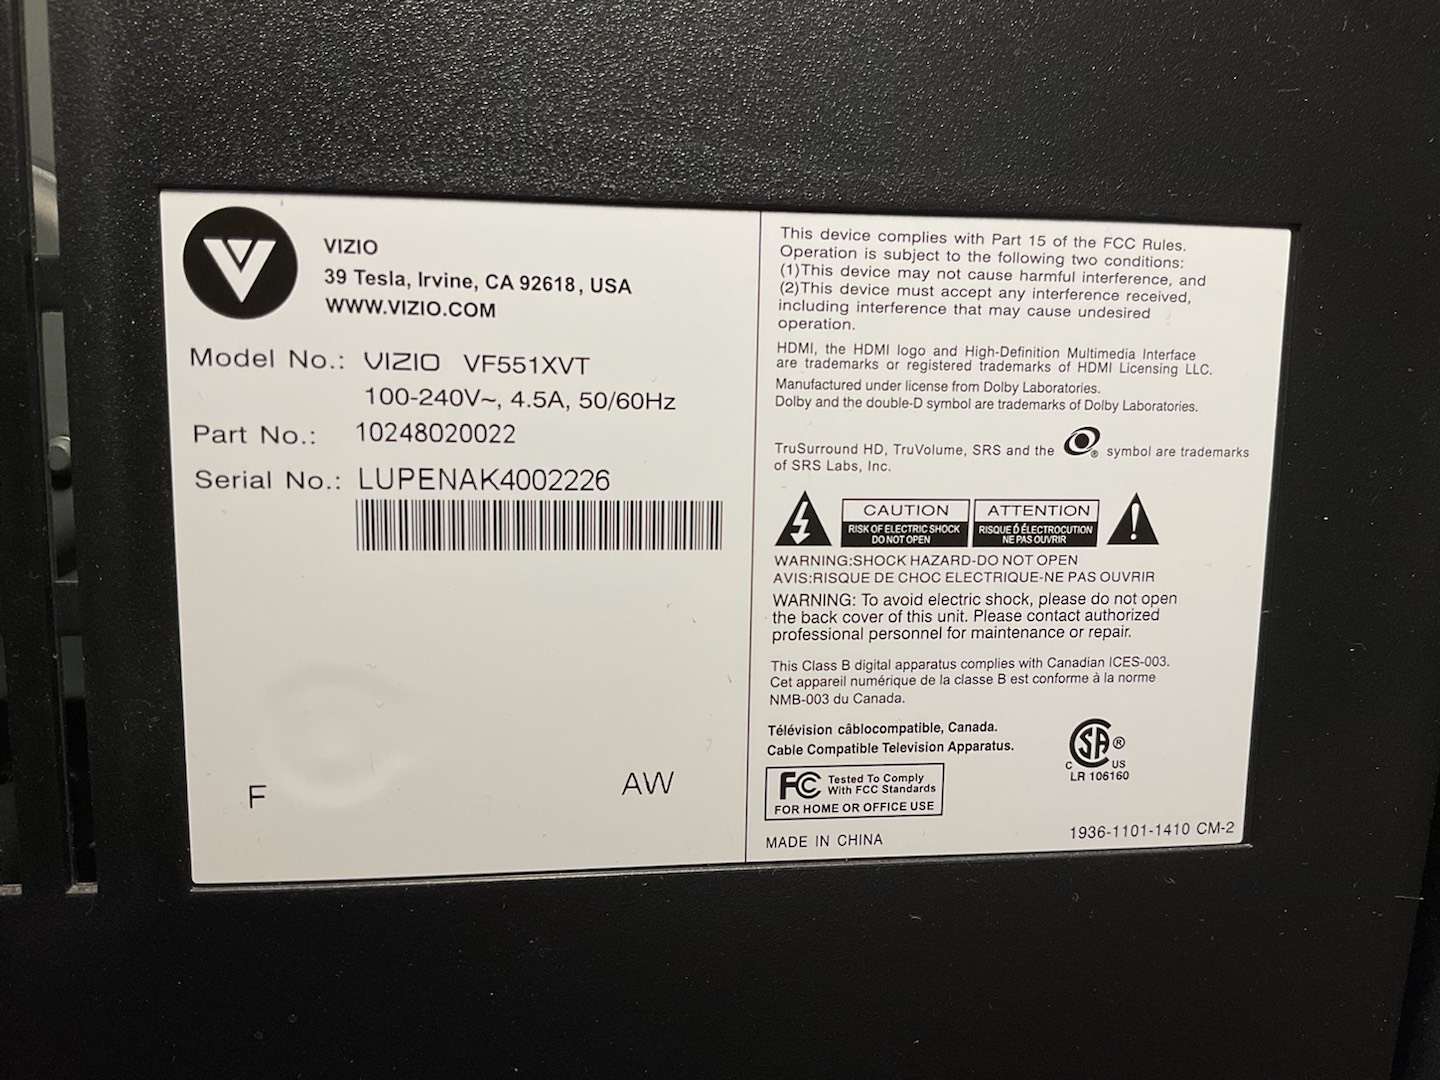 VIZIO
39 Tesla, Irvine, CA 92618, USA
WWW.VIZIO.COM
Model No.: VIZIO VF551XVT
100-240V~, 4.5A, 50/60Hz
Part No.: 10248020022
Serial No.: LUPENAK4002226
F
AW
This device complies with Part 15 of the FCC Rules.
Operation is subject to the following two conditions:
(1)This device may not cause harmful interference, and
(2)This device must accept any interference received,
including interference that may cause undesired
operation.
HDMI, the HDMI logo and High-Definition Multimedia Interface
are trademarks or registered trademarks of HDMI Licensing LLC.
Manufactured under license from Dolby Laboratories.
Dolby and the double-D symbol are trademarks of Dolby Laboratories.
TruSurround HD, TruVolume, SRS and the ® symbol are trademarks
of SRS Labs, Inc.
CAUTION
RISK OF ELECTRIC SHOCK
DO NOT OPEN
ATTENTION
RISQUE D ÉLECTROCUTION
NE PAS OUVRIR
WARNING:SHOCK HAZARD-DO NOT OPEN
AVIS:RISQUE DE CHOC ELECTRIQUE-NE PAS OUVRIR
WARNING: To avoid electric shock, please do not open
the back cover of this unit. Please contact authorized
professional personnel for maintenance or repair.
This Class B digital apparatus complies with Canadian ICES-003.
Cet appareil numérique de la classe B est conforme à la norme
NMB-003 du Canada.
Télévision câblocompatible, Canada.
Cable Compatible Television Apparatus.
FC Tested To Comply
With FCC Standards
FOR HOME OR OFFICE USE
SA ®
C US
LR 106160
MADE IN CHINA
1936-1101-1410 CM-2